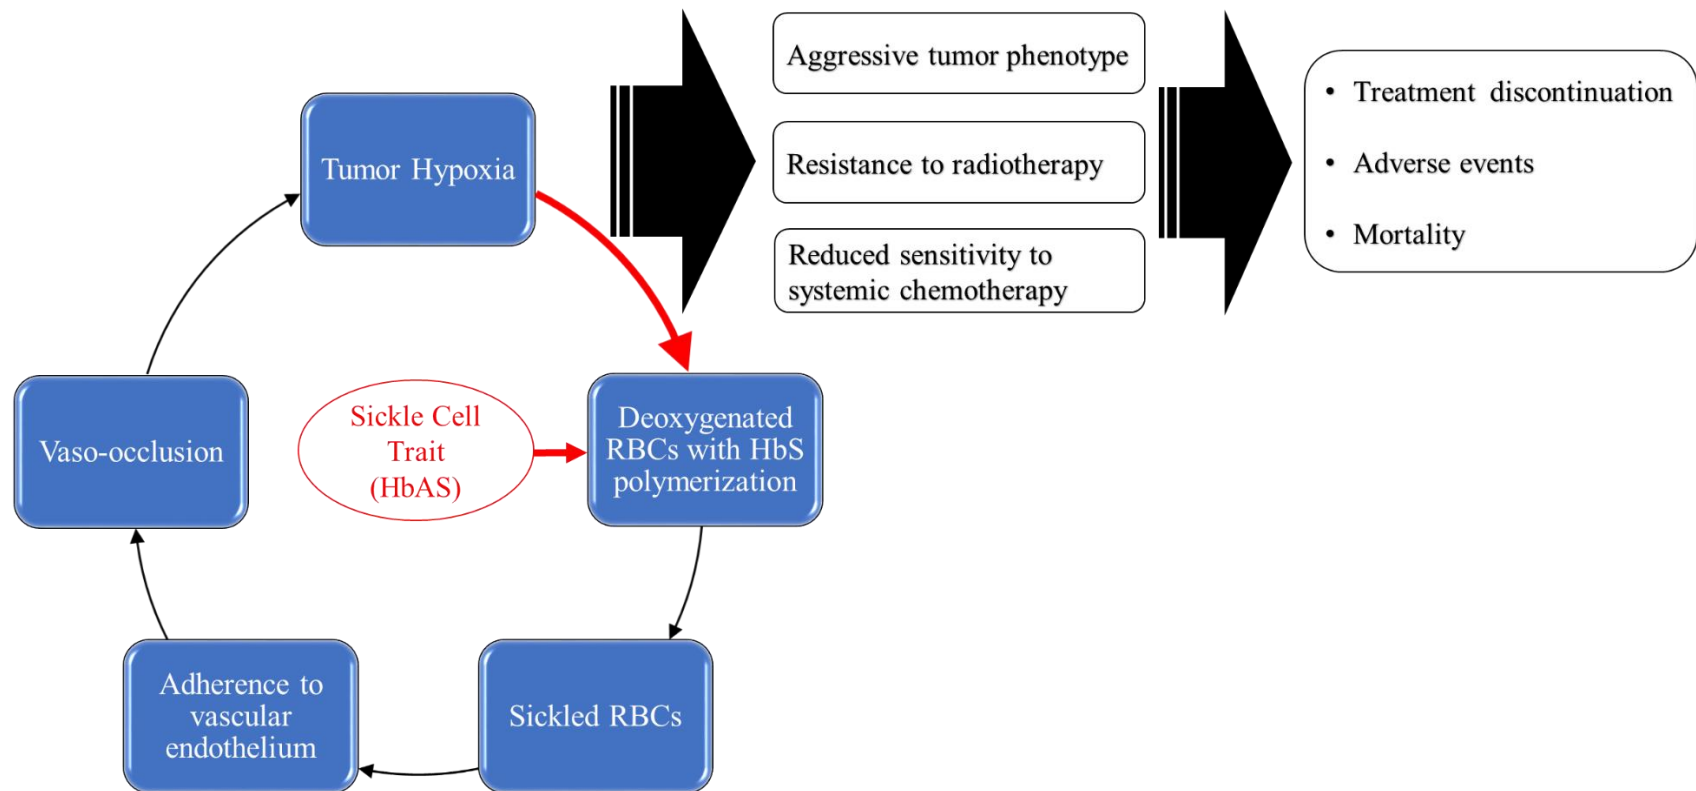 Tumor Hypoxia
Aggressive tumor phenotype
Resistance to radiotherapy
Reduced sensitivity to
systemic chemotherapy
• Treatment discontinuation
• Adverse events
• Mortality
Vaso-occlusion
Sickle Cell
Trait
(HbAS)
Deoxygenated
RBCs with HbS
polymerization
Adherence to
vascular
endothelium
Sickled RBCs